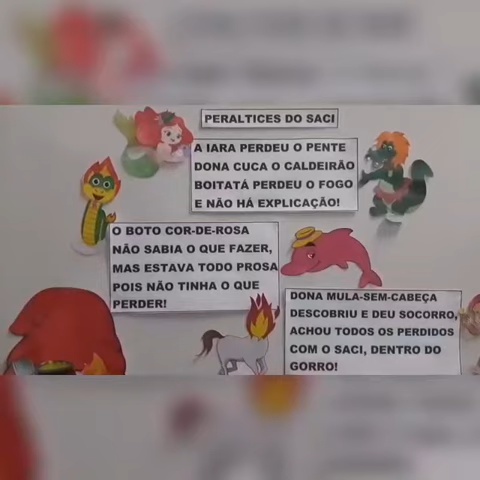 PERALTICES DO SACI
A IARA PERDEU O PENTE
DONA CUCA O CALDEIRÃO
BOITATÁ PERDEU O FOGO
E NÃO HÁ EXPLICAÇÃO!
O BOTO COR-DE-ROSA
NÃO SABIA O QUE FAZER,
MAS ESTAVA TODO PROSA
POIS NÃO TINHA O QUE
PERDER!
DONA MULA-SEM-CABEÇA
DESCOBRIU E DEU SOCORRO,
ACHOU TODOS OS PERDIDOS
COM O SACI, DENTRO DO
GORRO!